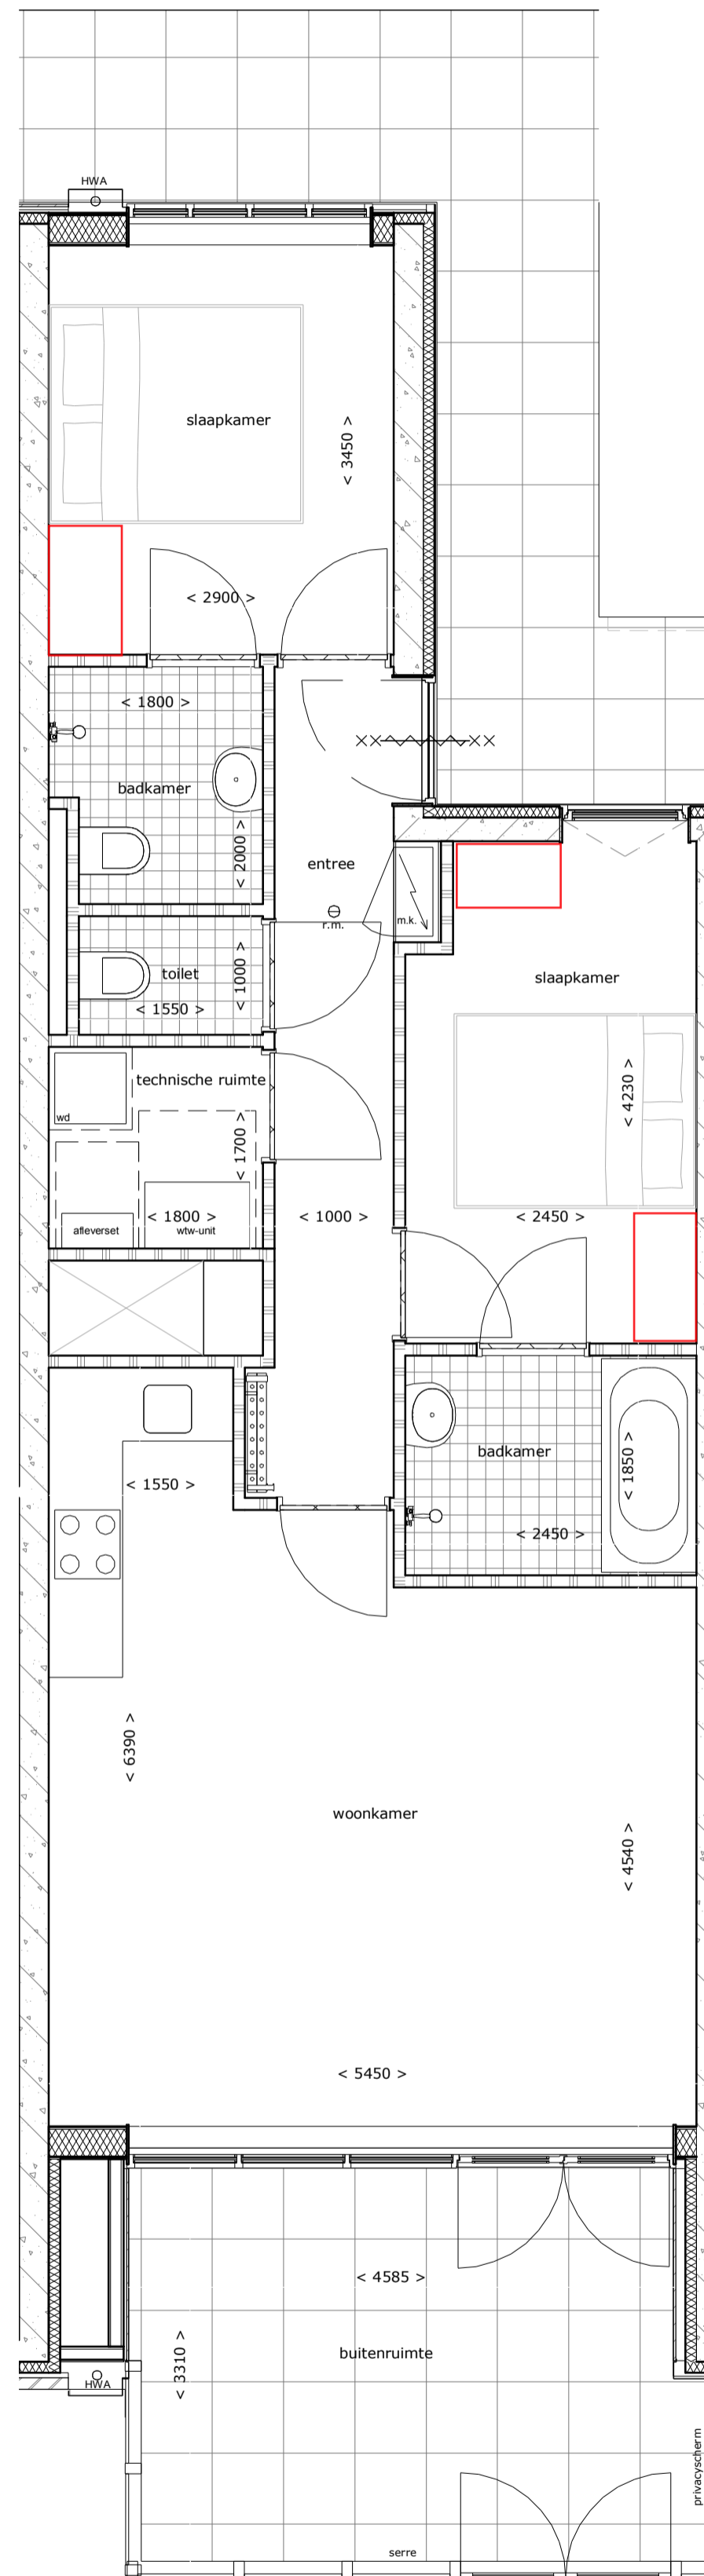 HWA
slaapkamer
< 3450 >
< 2900 >
< 1800 >
badkamer
< 2000 >
entree
r.m.
m.k.
toilet
< 1000 >
< 1550 >
slaapkamer
technische ruimte
wd
< 1700 >
< 4230 >
< 1800 >
afleverset
wtw-unit
< 1000 >
< 2450 >
badkamer
< 1850 >
< 1550 >
< 2450 >
< 6390 >
woonkamer
< 4540 >
< 5450 >
< 4585 >
buitenruimte
< 3310 >
HWA
privacyscherm
serre